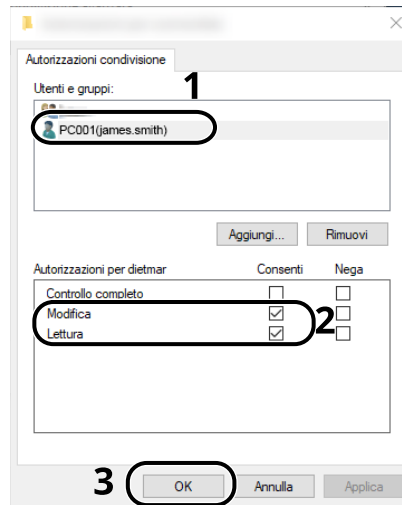 Autorizzazioni condivisione
Utenti e gruppi:
1
PC001(james.smith)
Aggiungi...
Rimuovi
Autorizzazioni per dietmar
Consenti
Nega
Controllo completo
Modifica
2
Lettura
3
OK
Annulla
Applica